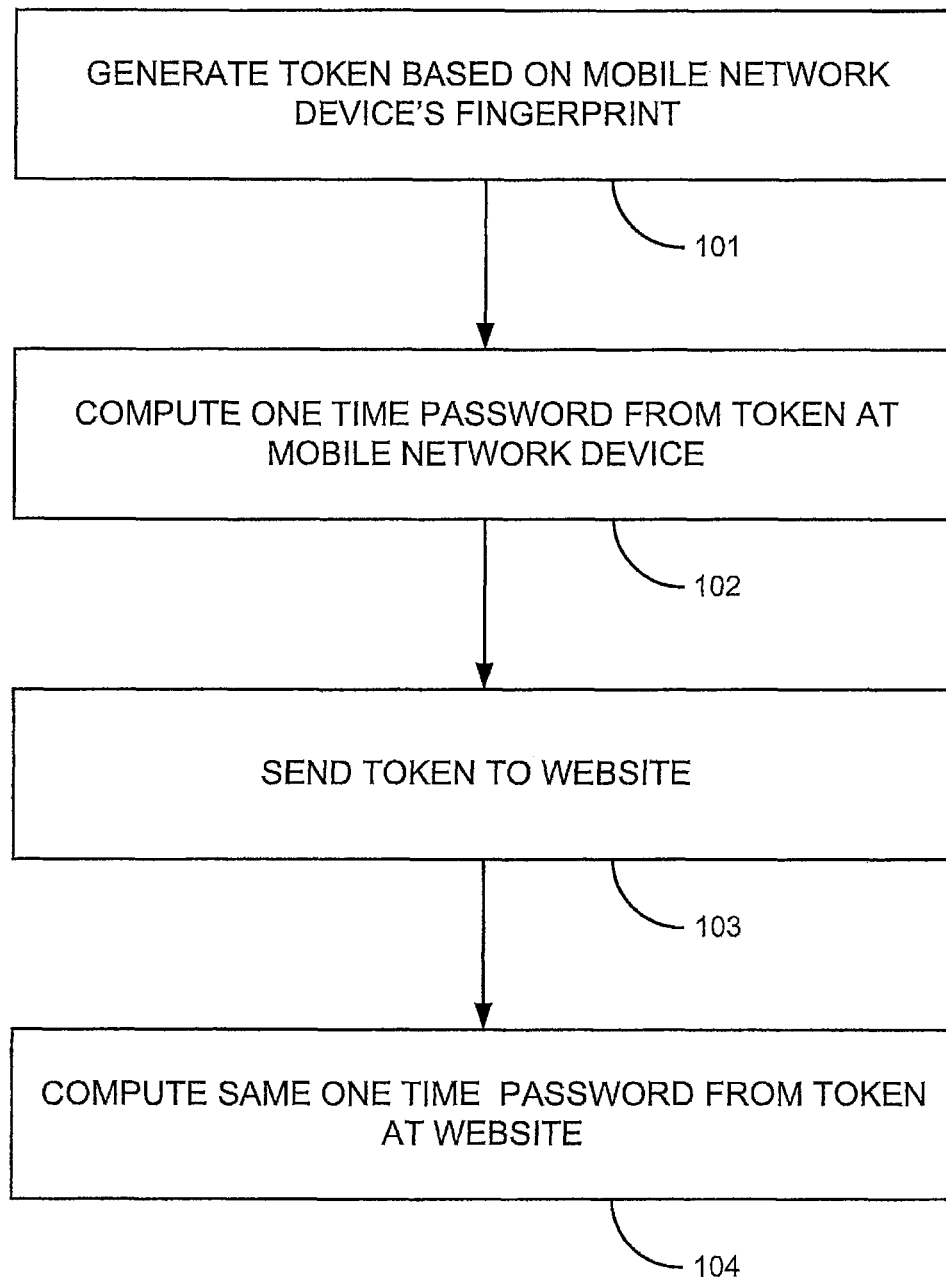 GENERATE TOKEN BASED ON MOBILE NETWORK
DEVICE'S FINGERPRINT
101
COMPUTE ONE TIME PASSWORD FROM TOKEN AT
MOBILE NETWORK DEVICE
102
SEND TOKEN TO WEBSITE
103
COMPUTE SAME ONE TIME PASSWORD FROM TOKEN
AT WEBSITE
104